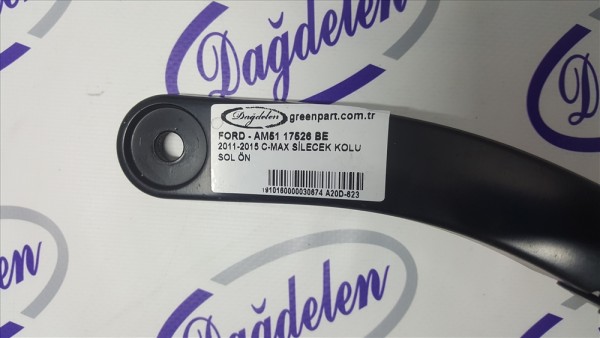 Dağdelen
Dağdelen greenpart.com.tr
FORD - AM51 17526 BE
2011-2015 C-MAX SİLECEK KOLU
SOL ÖN
1910160000030674 A20D-623
Dağdelen